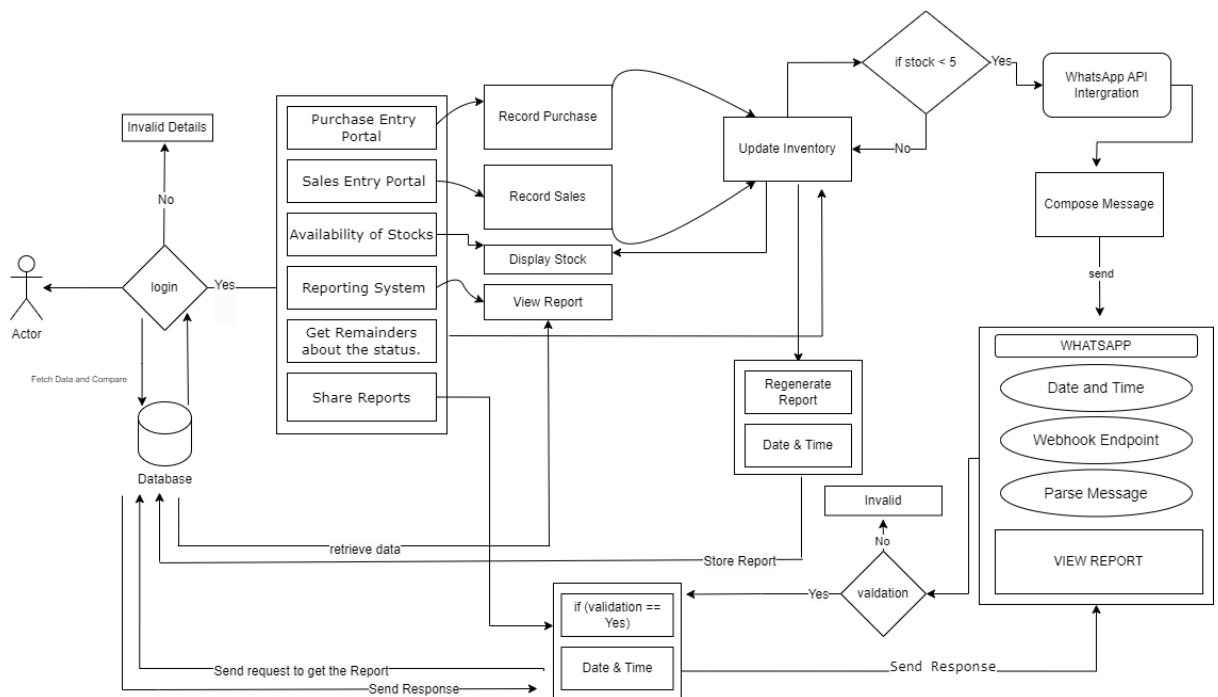 if stock < 5
Yes
WhatsApp API
Intergration
Purchase Entry
Portal
Record Purchase
Invalid Details
Update Inventory
No
Sales Entry Portal
Record Sales
Compose Message
No
Availability of Stocks
Display Stock
send
login
Yes
Reporting System
View Report
Actor
Get Remainders
about the status.
WHATSAPP
Fetch Data and Compare
Share Reports
Regenerate
Report
Date and Time
Date & Time
Webhook Endpoint
Database
Parse Message
Invalid
No
retrieve data
Store Report
VIEW REPORT
valdation
Yes
if (validation ==
Yes)
Date & Time
Send request to get the Report
Send Response
Send Response